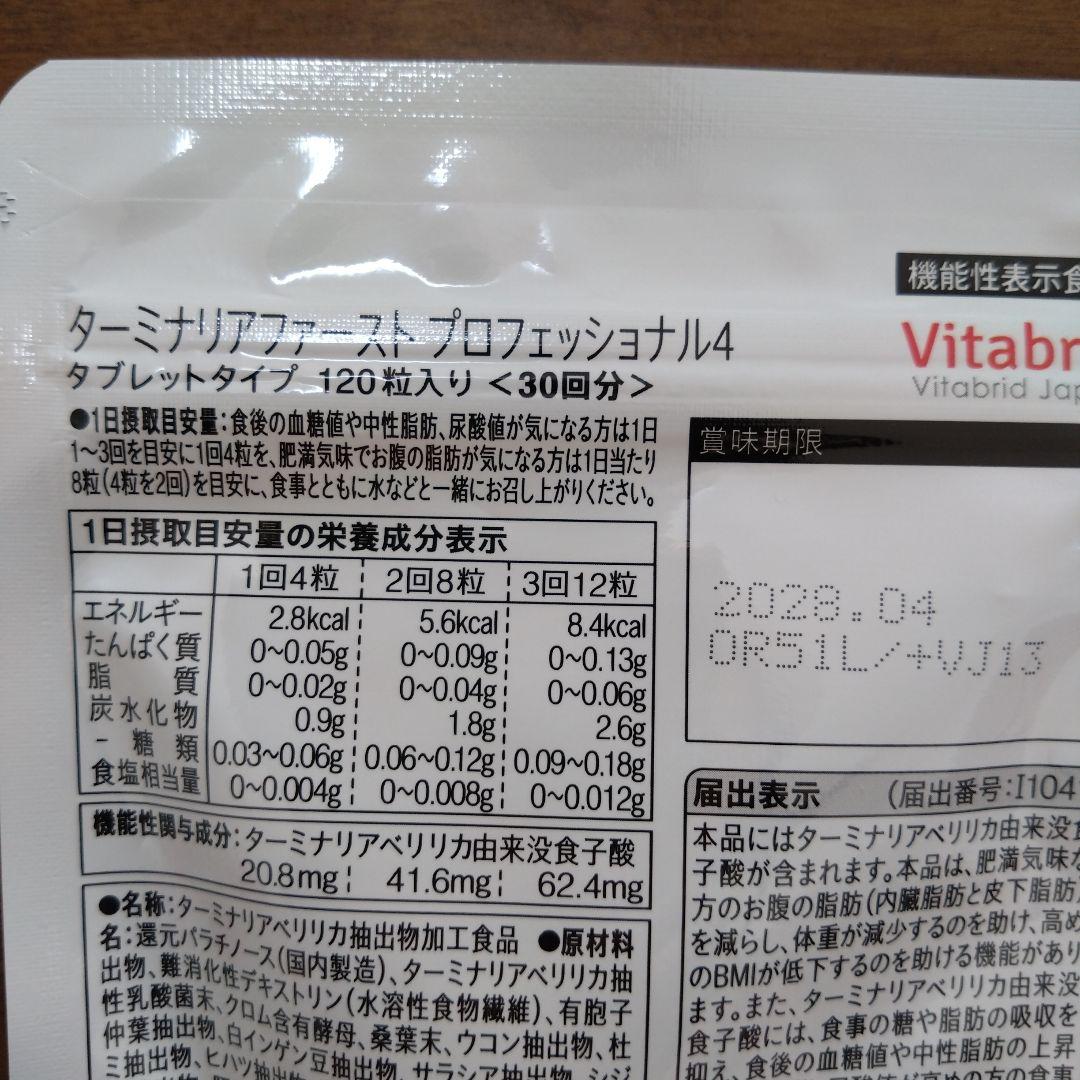 機能性表示食
ターミナリアファースト プロフェッショナル4
Vitabr
タブレットタイプ 120粒入り <30回分>
Vitabrid Jap
●1日摂取目安量:食後の血糖値や中性脂肪、尿酸値が気になる方は1日
1~3回を目安に1回4粒を、肥満気味でお腹の脂肪が気になる方は1日当たり
8粒(4粒を2回)を目安に、食事とともに水などと一緒にお召し上がりください。
1日摂取目安量の栄養成分表示
1回4粒 2回8粒 3回12粒
エネルギー 2.8kcal 5.6kcal 8.4kcal
たんぱく質 0~0.05g 0~0.09g 0~0.13g
脂質 0~0.02g 0~0.04g 0~0.06g
炭水化物 0.9g 1.8g 2.6g
- 糖類 0.03~0.06g 0.06~0.12g 0.09~0.18g
食塩相当量 0~0.004g 0~0.008g 0~0.012g
機能性関与成分:ターミナリアベリリカ由来没食子酸
20.8mg 41.6mg 62.4mg
●名称:ターミナリアベリリカ抽出物加工食品 ●原材料
名:還元パラチノース(国内製造)、ターミナリアベリリカ抽
出物、難消化性デキストリン(水溶性食物繊維)、有胞子
性乳酸菌末、クロム含有酵母、桑葉末、ウコン抽出物、杜
仲葉抽出物、白インゲン豆抽出物、サラシア抽出物、シジ
ミ抽出物、ヒハツ抽出
賞味期限
2028.04
OR51L/+VJ13
届出表示 (届出番号:I104
本品にはターミナリアベリリカ由来没食
子酸が含まれます。本品は、肥満気味な
方のお腹の脂肪(内臓脂肪と皮下脂肪)
を減らし、体重が減少するのを助け、高め
のBMIが低下するのを助ける機能があり
ます。また、ターミナリアベリリカ由来没
食子酸には、食事の糖や脂肪の吸収を
抑え、食後の血糖値や中性脂肪の上昇